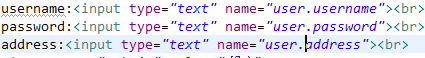 username:<input type="text" name="user.username"><br>
password:<input type="text" name="user.password"><br>
address:<input type="text" name="user.address"><br>